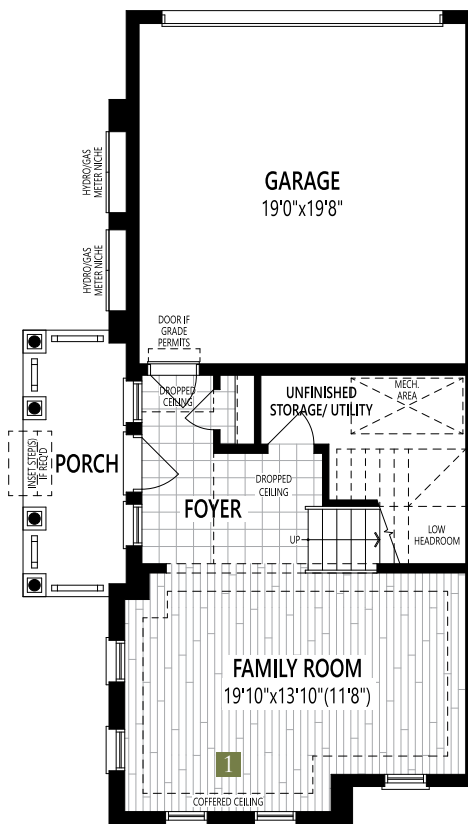 GARAGE
19'0"x19'8"
HYDRO/GAS
METER NICHE
HYDRO/GAS
METER NICHE
DOOR IF
GRADE
PERMITS
DROPPED
CEILING
UNFINISHED
STORAGE/ UTILITY
MECH.
AREA
INSET STEP(S)
IF REQ'D
PORCH
DROPPED
CEILING
FOYER
UP
LOW
HEADROOM
FAMILY ROOM
19'10"x13'10"(11'8")
1
COFFERED CEILING